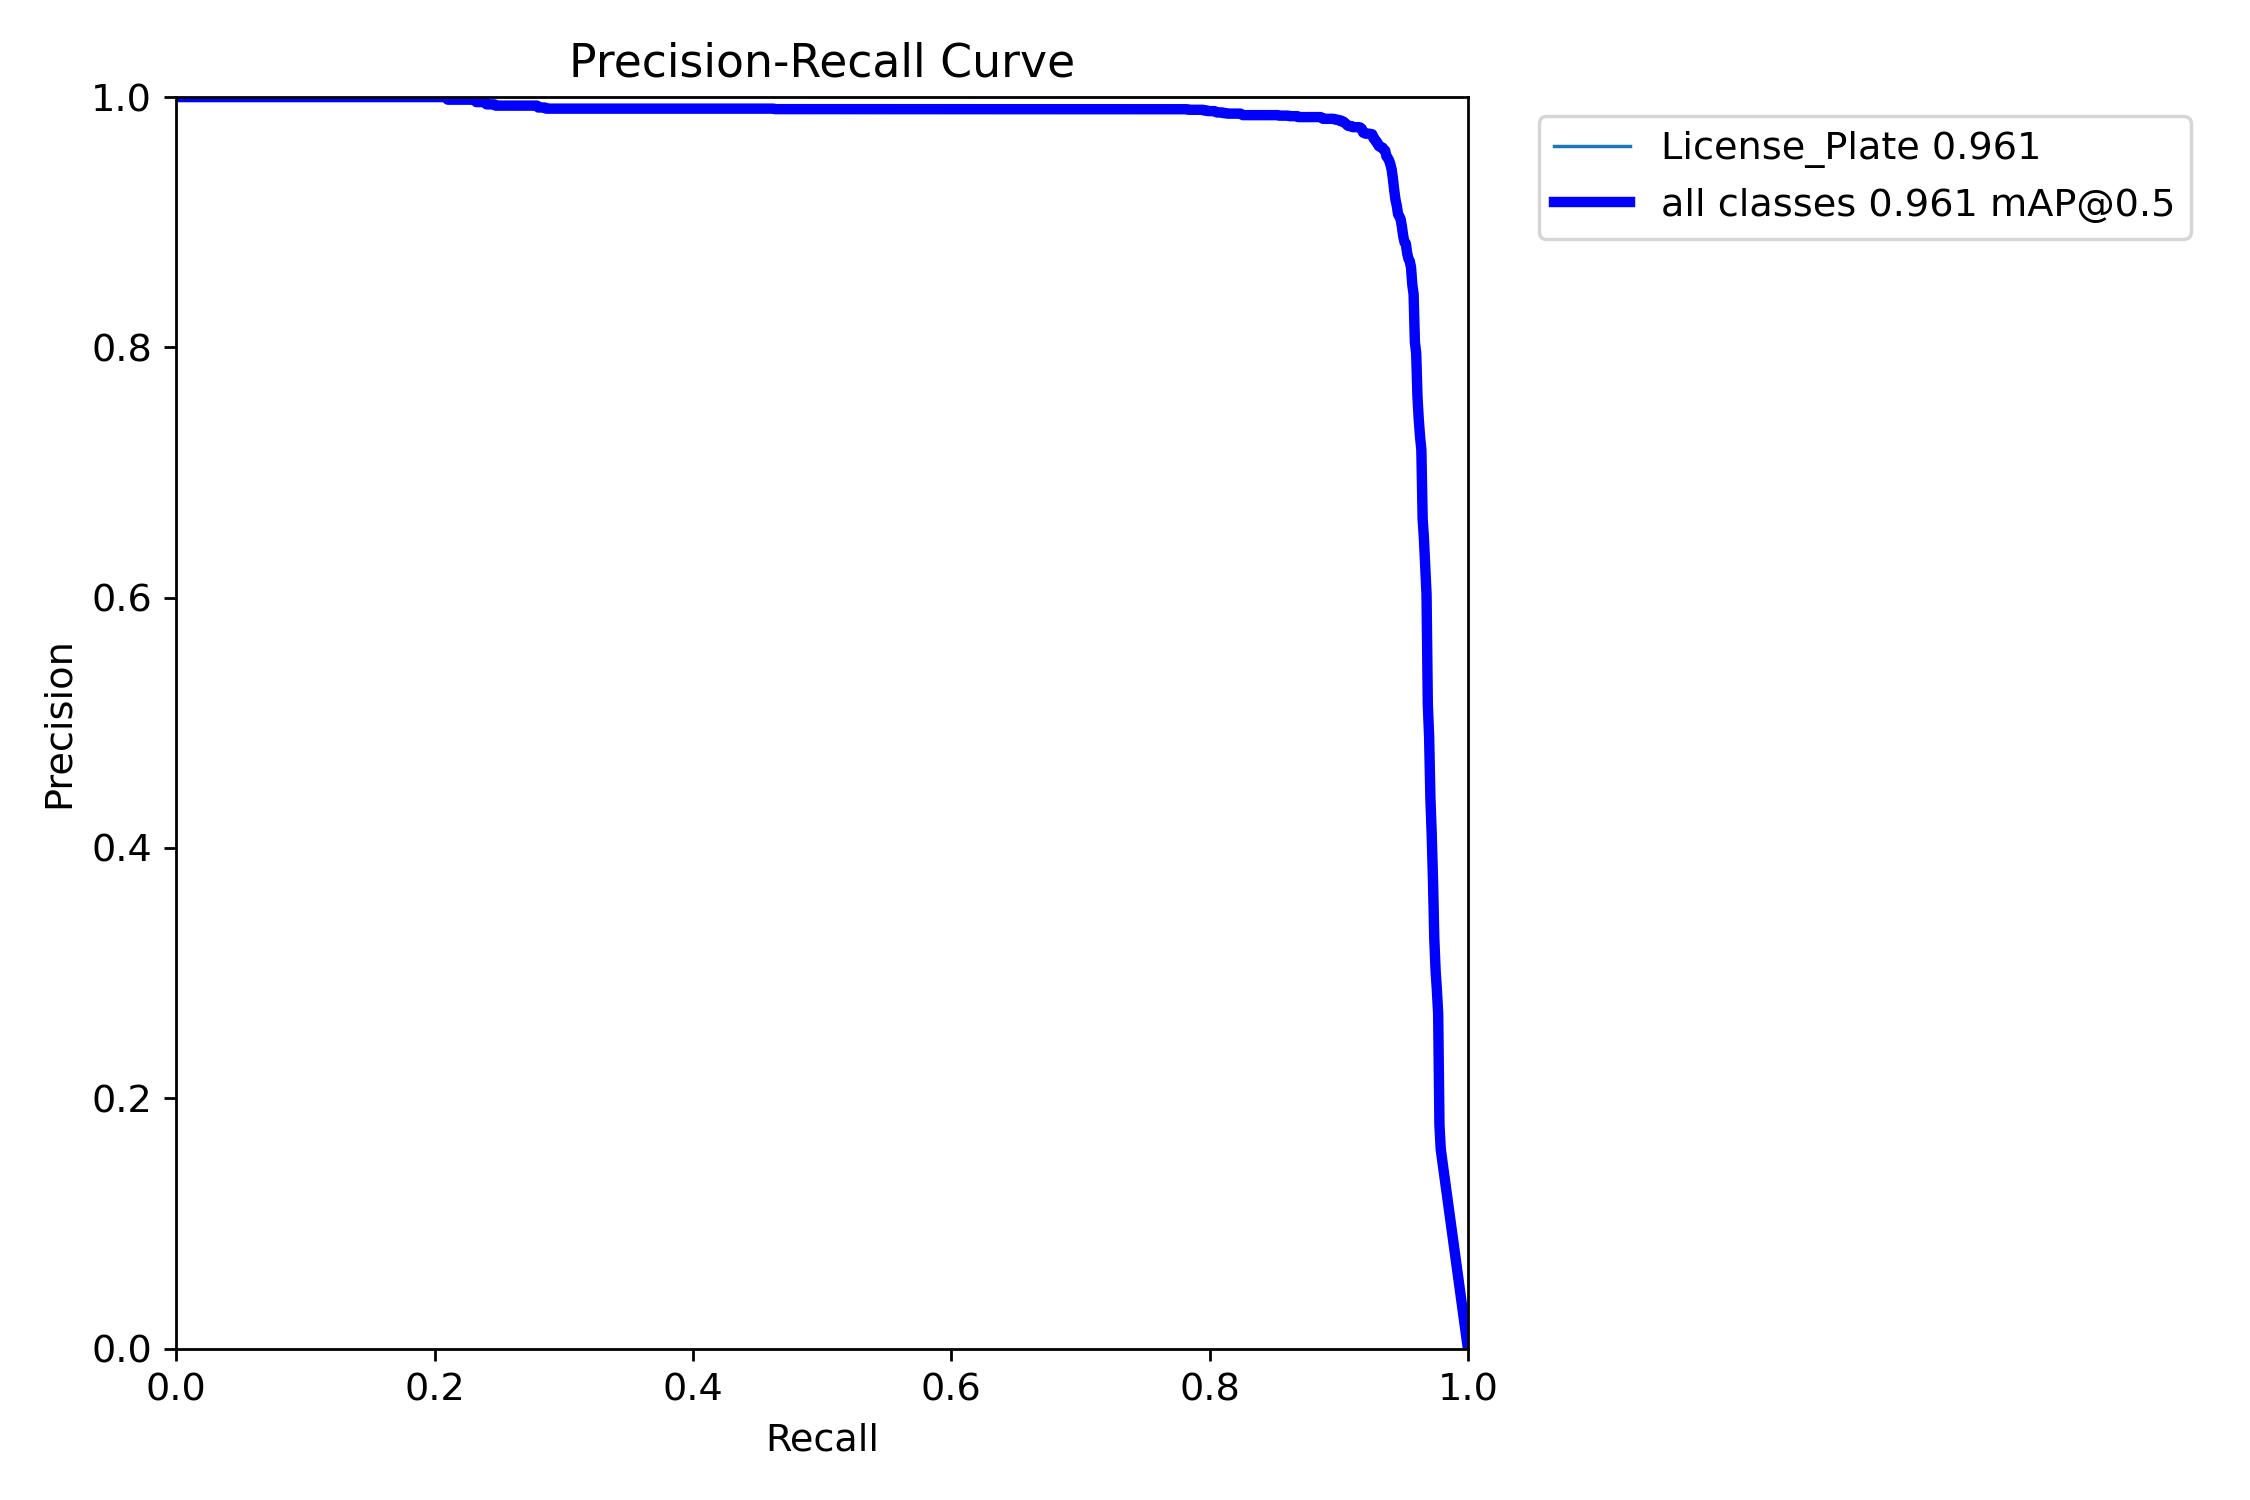 Precision-Recall Curve
1.0
0.8
0.6
0.4
0.2
0.0
Precision
0.0 0.2 0.4 0.6 0.8 1.0
Recall
License_Plate 0.961
all classes 0.961 mAP@0.5